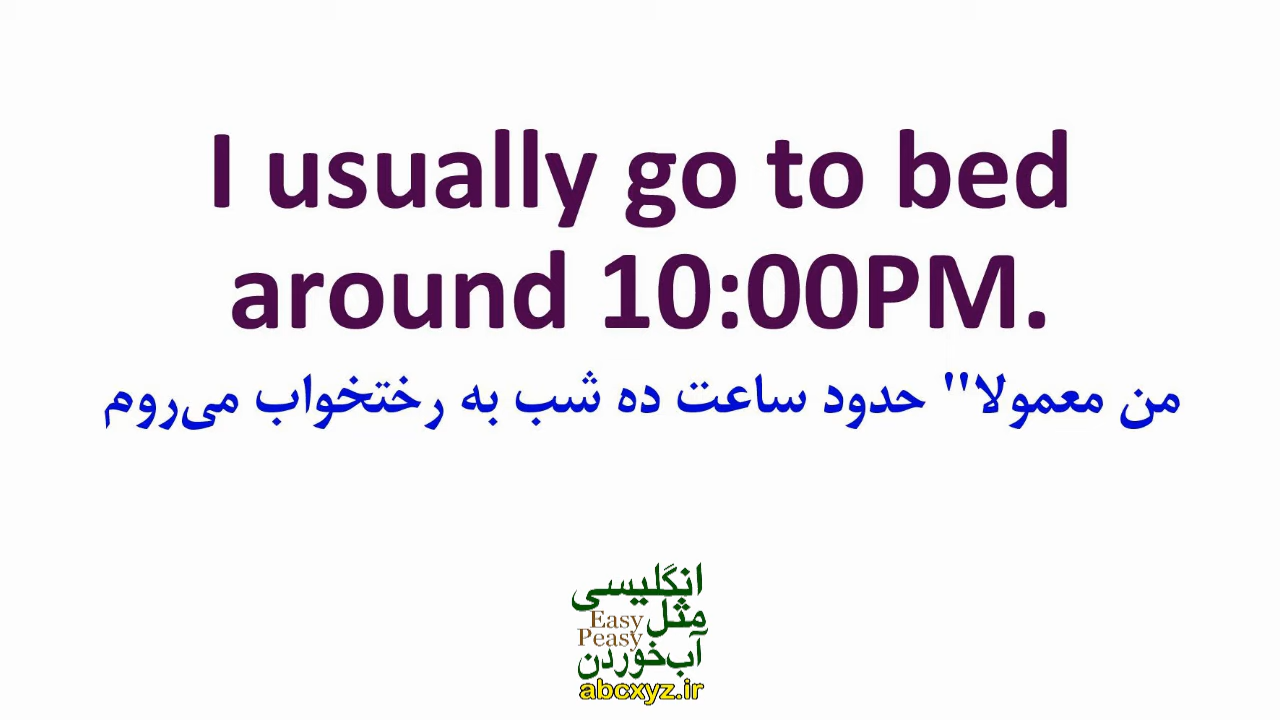 I usually go to bed
around 10:00PM.
من معمولا" حدود ساعت ده شب به رختخواب می‌روم
انگلیسی
مثل
Easy
Peasy
آب‌خوردن
abcxyz.ir